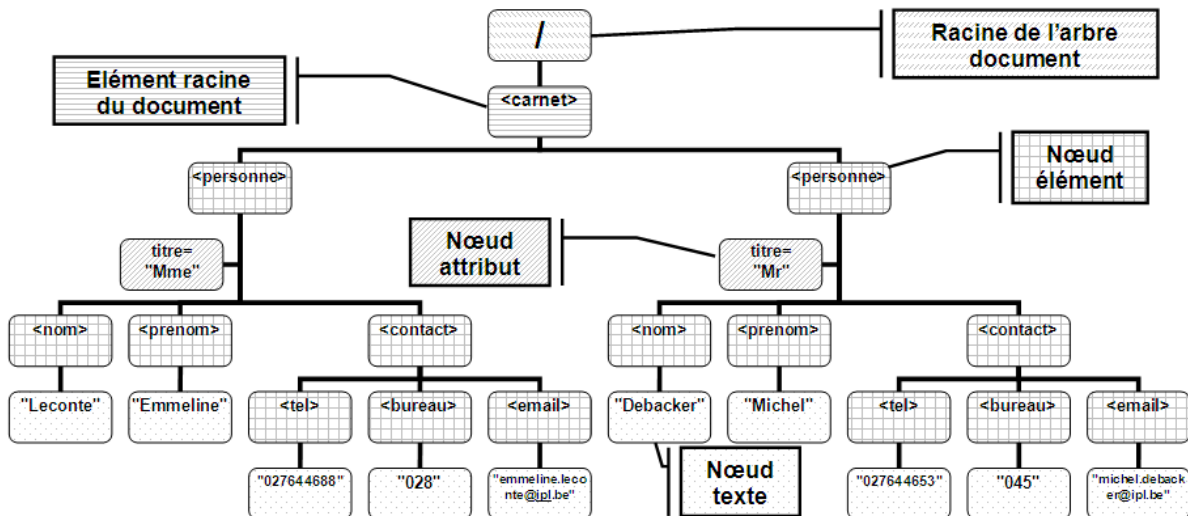 /
Racine de l'arbre
document
Elément racine
du document
<carnet>
<personne>
<personne>
Nœud
élément
titre=
"Mme"
Nœud
attribut
titre=
"Mr"
<nom>
<prenom>
<contact>
<nom>
<prenom>
<contact>
"Leconte"
"Emmeline"
<tel>
<bureau>
<email>
"Debacker"
"Michel"
<tel>
<bureau>
<email>
"027644688"
"028"
"emmeline.leco
nte@ipl.be"
Nœud
texte
"027644653"
"045"
"michel.deback
er@ipl.be"